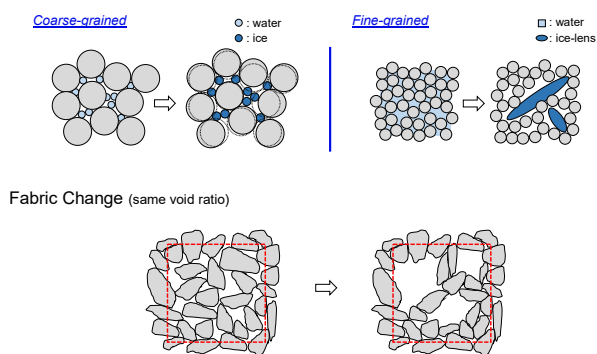 Coarse-grained
: water
: ice
Fine-grained
: water
: ice-lens
Fabric Change (same void ratio)